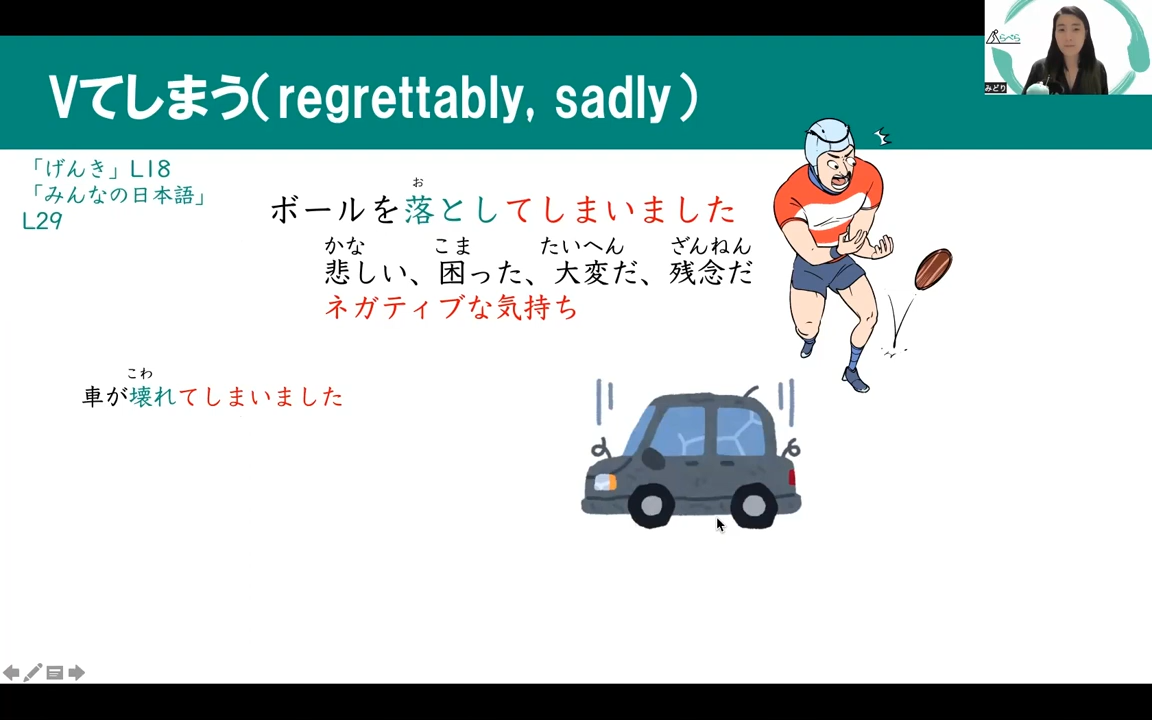 Vてしまう(regrettably, sadly)
らぺら
みどり
「げんき」L18
「みんなの日本語」
L29
お
ボールを落としてしまいました
かな こま たいへん ざんねん
悲しい、困った、大変だ、残念だ
ネガティブな気持ち
こわ
車が壊れてしまいました